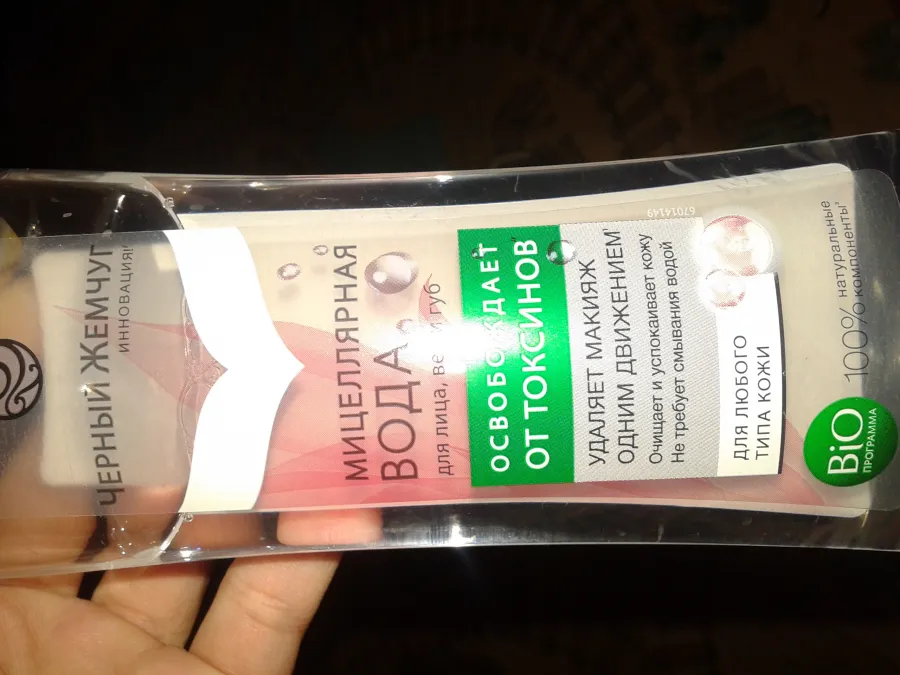 ЧЕРНЫЙ ЖЕМЧУГ
ИННОВАЦИЯ!
МИЦЕЛЛЯРНАЯ
ВОДА
для лица, век и губ
ОСВОБОЖДАЕТ
ОТ ТОКСИНОВ
67014149
УДАЛЯЕТ МАКИЯЖ
ОДНИМ ДВИЖЕНИЕМ
Очищает и успокаивает кожу
Не требует смывания водой
ДЛЯ ЛЮБОГО
ТИПА КОЖИ
100% натуральные
компоненты
BiO
ПРОГРАММА